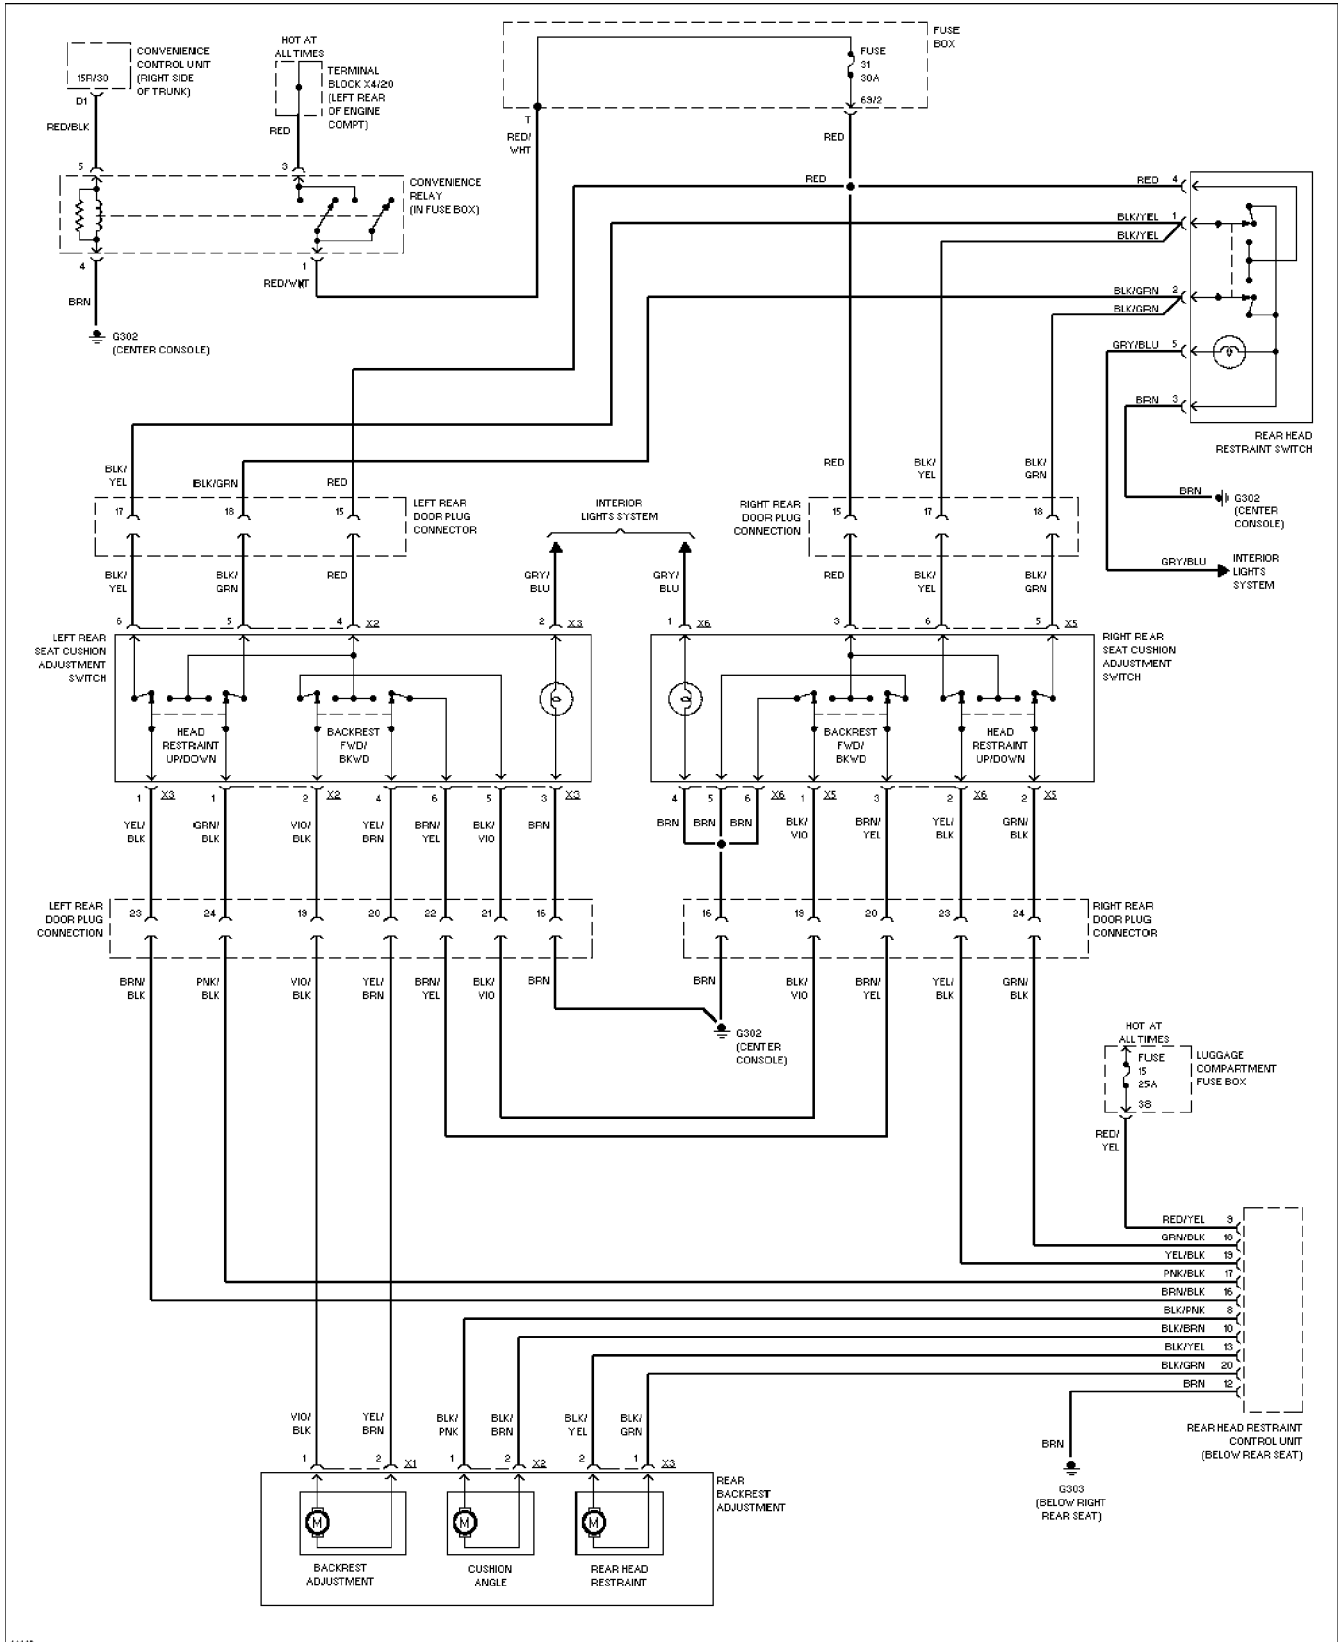 HOT AT
ALL TIMES
FUSE
BOX
CONVENIENCE
CONTROL UNIT
(RIGHT SIDE
OF TRUNK)
15R/30
D1
RED/BLK
TERMINAL
BLOCK X4/20
(LEFT REAR
OF ENGINE
COMPT)
RED
FUSE
31
30A
69/2
T
RED/
WHT
RED
5
3
CONVENIENCE
RELAY
(IN FUSE BOX)
4
1
RED/WHT
BRN
G302
(CENTER CONSOLE)
RED
RED 4
BLK/YEL 1
BLK/YEL
BLK/GRN 2
BLK/GRN
GRY/BLU 5
BRN 3
REAR HEAD
RESTRAINT SWITCH
BRN
G302
(CENTER
CONSOLE)
GRY/BLU
INTERIOR
LIGHTS
SYSTEM
BLK/
YEL
BLK/GRN
RED
RED
BLK/
YEL
BLK/
GRN
17
18
15
LEFT REAR
DOOR PLUG
CONNECTOR
INTERIOR
LIGHTS SYSTEM
RIGHT REAR
DOOR PLUG
CONNECTION
15
17
18
BLK/
YEL
BLK/
GRN
RED
GRY/
BLU
GRY/
BLU
RED
BLK/
YEL
BLK/
GRN
6
5
4 X2
2 X3
1 X6
3
6
5 X5
LEFT REAR
SEAT CUSHION
ADJUSTMENT
SWITCH
RIGHT REAR
SEAT CUSHION
ADJUSTMENT
SWITCH
HEAD
RESTRAINT
UP/DOWN
BACKREST
FWD/
BKWD
BACKREST
FWD/
BKWD
HEAD
RESTRAINT
UP/DOWN
1 X3
1
2 X2
4
6
5
3 X3
4
5
6 X6
1 X5
3
2 X6
2 X5
YEL/
BLK
GRN/
BLK
VIO/
BLK
YEL/
BRN
BRN/
YEL
BLK/
VIO
BRN
BRN
BRN
BRN
BLK/
VIO
BRN/
YEL
YEL/
BLK
GRN/
BLK
LEFT REAR
DOOR PLUG
CONNECTION
23
24
19
20
22
21
16
16
19
20
23
24
RIGHT REAR
DOOR PLUG
CONNECTOR
BRN/
BLK
PNK/
BLK
VIO/
BLK
YEL/
BRN
BRN/
YEL
BLK/
VIO
BRN
BRN
BLK/
VIO
BRN/
YEL
YEL/
BLK
GRN/
BLK
G302
(CENTER
CONSOLE)
HOT AT
ALL TIMES
FUSE
15
25A
38
LUGGAGE
COMPARTMENT
FUSE BOX
RED/
YEL
RED/YEL 9
GRN/BLK 18
YEL/BLK 19
PNK/BLK 17
BRN/BLK 16
BLK/PNK 8
BLK/BRN 10
BLK/YEL 13
BLK/GRN 20
BRN 12
REAR HEAD RESTRAINT
CONTROL UNIT
(BELOW REAR SEAT)
BRN
G303
(BELOW RIGHT
REAR SEAT)
VIO/
BLK
YEL/
BRN
BLK/
PNK
BLK/
BRN
BLK/
YEL
BLK/
GRN
1
2 X1
1
2 X2
2
1 X3
REAR
BACKREST
ADJUSTMENT
M
M
M
BACKREST
ADJUSTMENT
CUSHION
ANGLE
REAR HEAD
RESTRAINT